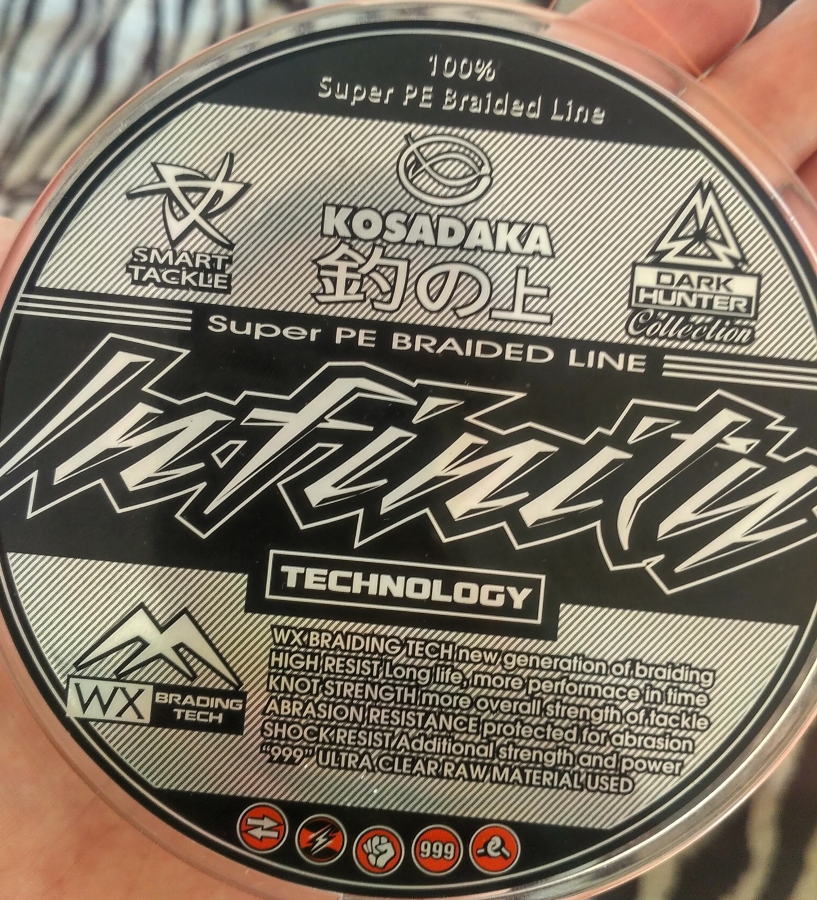 100%
Super PE Braided Line
SMART
TACKLE
KOSADAKA
釣の上
DARK
HUNTER
Collection
Super PE BRAIDED LINE
Infinity
TECHNOLOGY
WX BRADING
TECH
WX BRAIDING TECH new generation of braiding
HIGH RESIST Long life, more performace in time
KNOT STRENGTH more overall strength of tackle
ABRASION RESISTANCE protected for abrasion
SHOCK RESIST Additional strength and power
"999" ULTRA CLEAR RAW MATERIAL USED
999